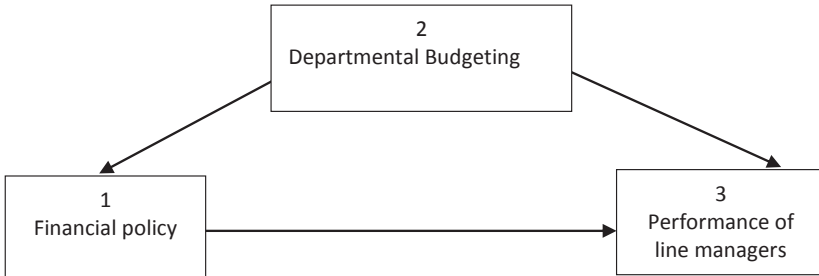 2
Departmental Budgeting
1
Financial policy
3
Performance of
line managers